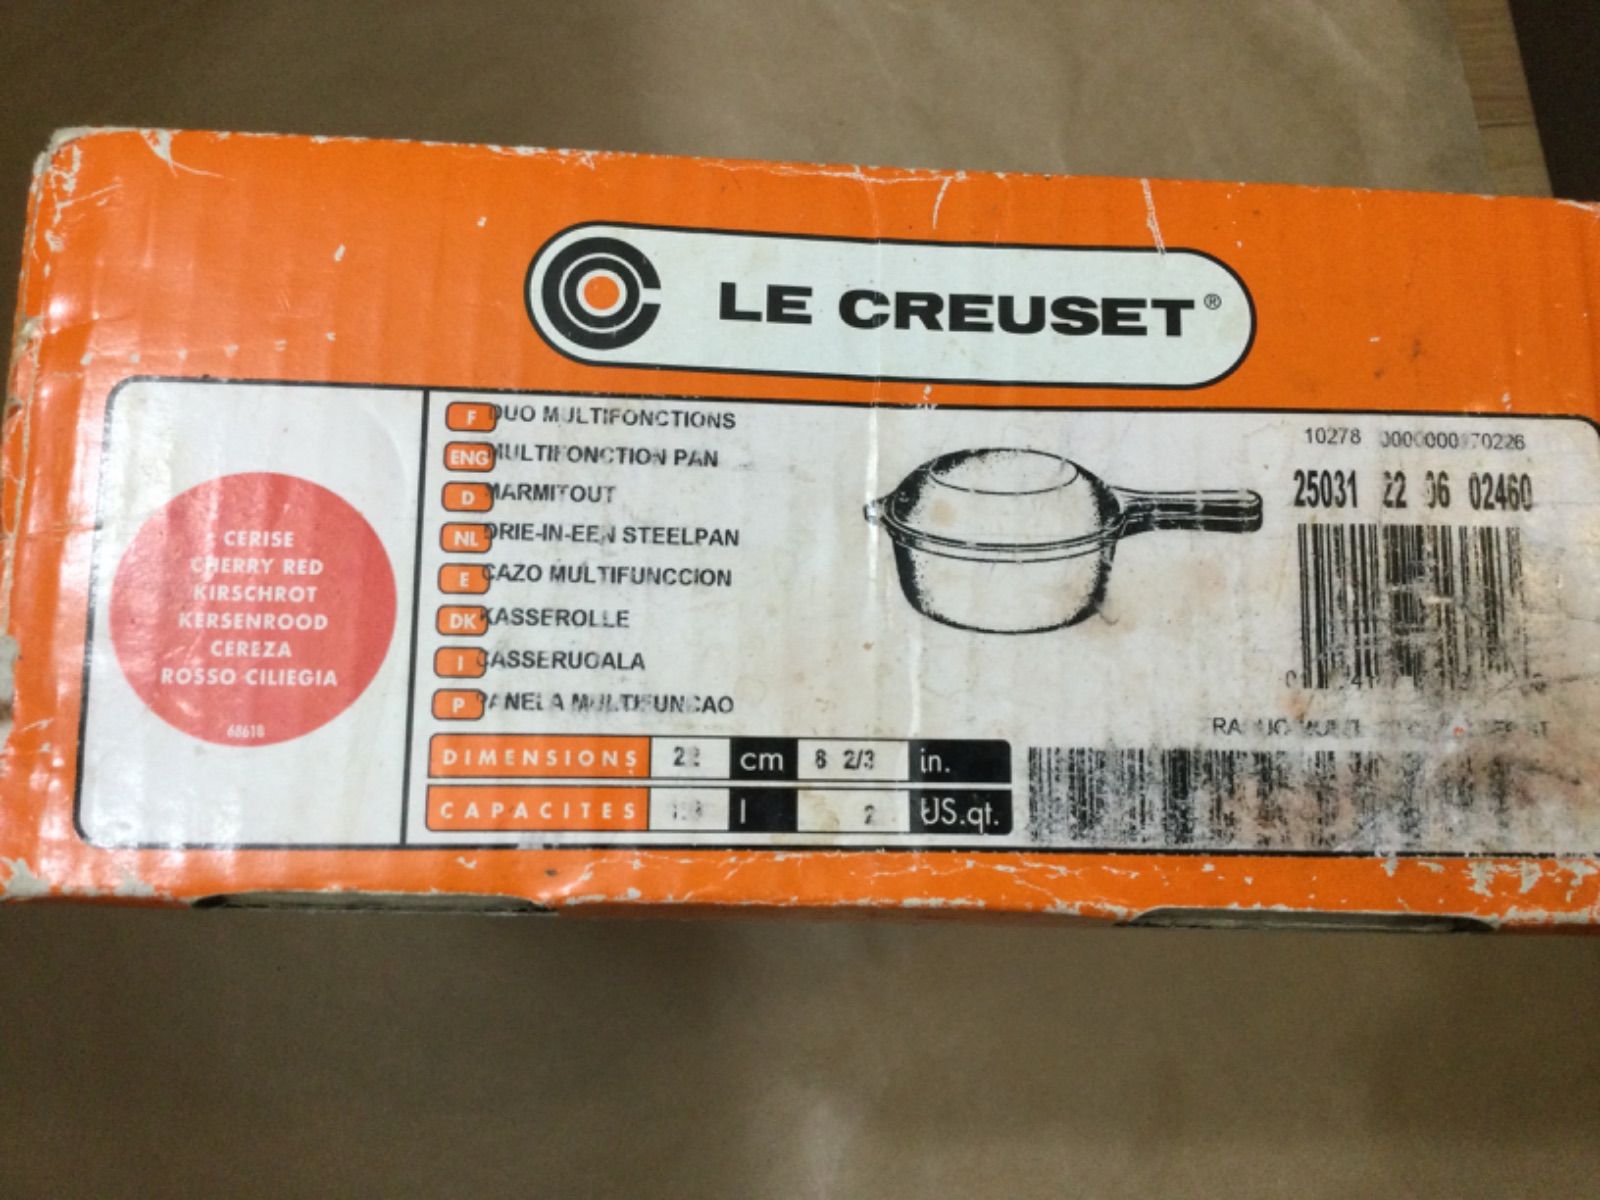 LE CREUSET®
F DUO MULTIFONCTIONS
ENG MULTIFONCTION PAN
D MARMITOUT
NL DRIE-IN-EEN STEELPAN
E CAZO MULTIFUNCCION
DK KASSEROLLE
I CASSERUOALA
P PANELA MULTIFUNCAO
CERISE
CHERRY RED
KIRSCHROT
KERSENROOD
CEREZA
ROSSO CILIEGIA
68618
10278
25031 22 06 02460
DIMENSIONS 22 cm 8 2/3 in.
CAPACITES l 2 US.qt.